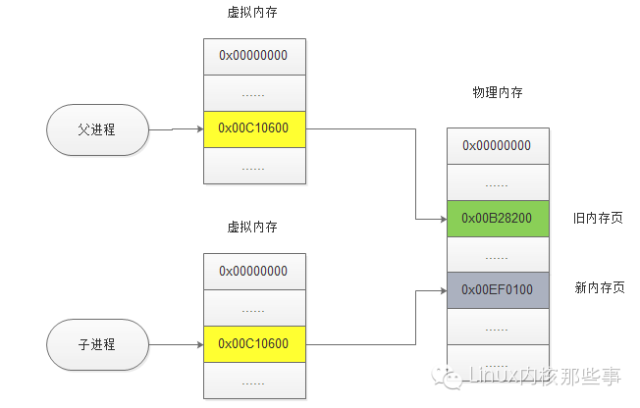 虚拟内存
0x00000000
......
父进程
0x00C10600
......
物理内存
0x00000000
......
0x00B28200
旧内存页
......
0x00EF0100
新内存页
......
......
虚拟内存
0x00000000
......
子进程
0x00C10600
......
Linux内核那些事